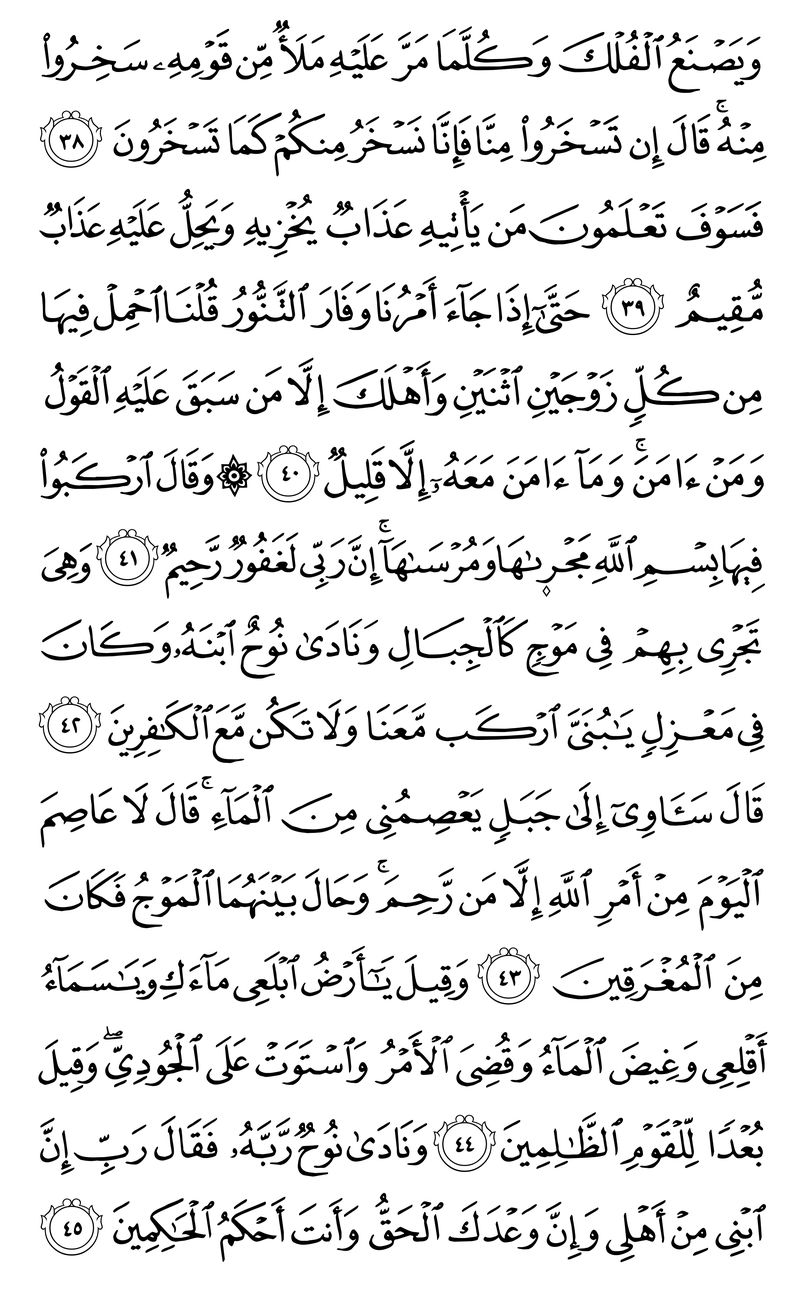 وَيَصۡنَعُ ٱلۡفُلۡكَ وَكُلَّمَا مَرَّ عَلَيۡهِ مَلَأٞ مِّن قَوۡمِهِۦ سَخِرُواْ
مِنۡهُۚ قَالَ إِن تَسۡخَرُواْ مِنَّا فَإِنَّا نَسۡخَرُ مِنكُمۡ كَمَا تَسۡخَرُونَ ٣٨
فَسَوۡفَ تَعۡلَمُونَ مَن يَأۡتِيهِ عَذَابٞ يُخۡزِيهِ وَيَحِلُّ عَلَيۡهِ عَذَابٞ
مُّقِيمٌ ٣٩ حَتَّىٰٓ إِذَا جَآءَ أَمۡرُنَا وَفَارَ ٱلتَّنُّورُ قُلۡنَا ٱحۡمِلۡ فِيهَا
مِن كُلّٖ زَوۡجَيۡنِ ٱثۡنَيۡنِ وَأَهۡلَكَ إِلَّا مَن سَبَقَ عَلَيۡهِ ٱلۡقَوۡلُ
وَمَنۡ ءَامَنَۚ وَمَآ ءَامَنَ مَعَهُۥٓ إِلَّا قَلِيلٞ ٤٠ ۞ وَقَالَ ٱرۡكَبُواْ
فِيهَا بِسۡمِ ٱللَّهِ مَجۡر۪ىٰهَا وَمُرۡسَىٰهَآۚ إِنَّ رَبِّي لَغَفُورٞ رَّحِيمٞ ٤١ وَهِيَ
تَجۡرِي بِهِمۡ فِي مَوۡجٖ كَٱلۡجِبَالِ وَنَادَىٰ نُوحٌ ٱبۡنَهُۥ وَكَانَ
فِي مَعۡزِلٖ يَٰبُنَيَّ ٱرۡكَب مَّعَنَا وَلَا تَكُن مَّعَ ٱلۡكَٰفِرِينَ ٤٢
قَالَ سَـَٔاوِيٓ إِلَىٰ جَبَلٖ يَعۡصِمُنِي مِنَ ٱلۡمَآءِۚ قَالَ لَا عَاصِمَ
ٱلۡيَوۡمَ مِنۡ أَمۡرِ ٱللَّهِ إِلَّا مَن رَّحِمَۚ وَحَالَ بَيۡنَهُمَا ٱلۡمَوۡجُ فَكَانَ
مِنَ ٱلۡمُغۡرَقِينَ ٤٣ وَقِيلَ يَٰٓأَرۡضُ ٱبۡلَعِي مَآءَكِ وَيَٰسَمَآءُ
أَقۡلِعِي وَغِيضَ ٱلۡمَآءُ وَقُضِيَ ٱلۡأَمۡرُ وَٱسۡتَوَتۡ عَلَى ٱلۡجُودِيِّۖ وَقِيلَ
بُعۡدٗا لِّلۡقَوۡمِ ٱلظَّٰلِمِينَ ٤٤ وَنَادَىٰ نُوحٞ رَّبَّهُۥ فَقَالَ رَبِّ إِنَّ
ٱبۡنِي مِنۡ أَهۡلِي وَإِنَّ وَعۡدَكَ ٱلۡحَقُّ وَأَنتَ أَحۡكَمُ ٱلۡحَٰكِمِينَ ٤٥